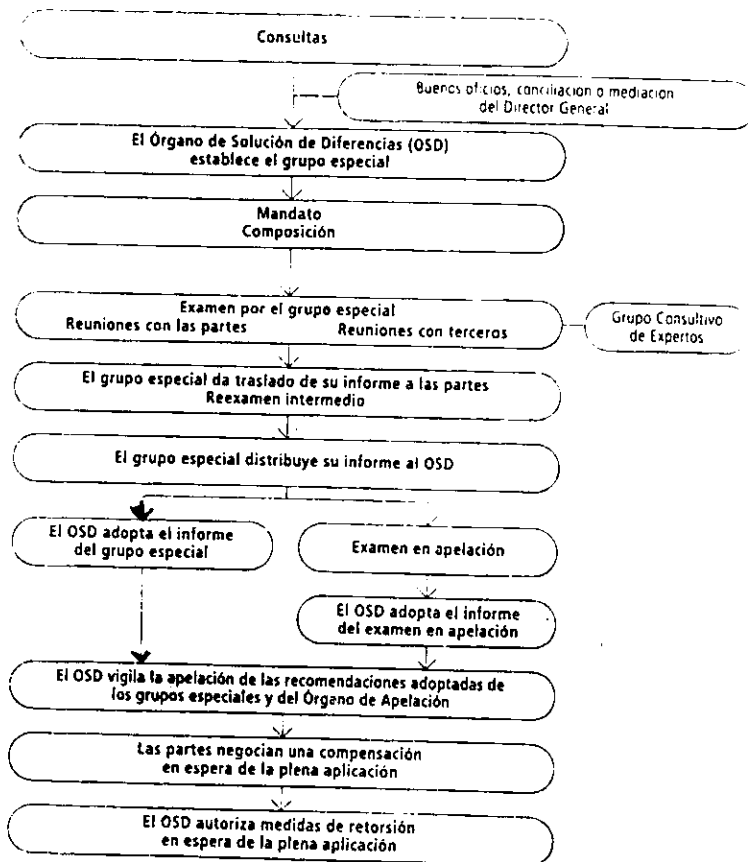 Consultas
Buenos oficios, conciliación o mediación
del Director General
El Órgano de Solución de Diferencias (OSD)
establece el grupo especial
Mandato
Composición
Examen por el grupo especial
Reuniones con las partes Reuniones con terceros
Grupo Consultivo
de Expertos
El grupo especial da traslado de su informe a las partes
Reexamen intermedio
El grupo especial distribuye su informe al OSD
El OSD adopta el informe
del grupo especial
Examen en apelación
El OSD adopta el informe
del examen en apelación
El OSD vigila la apelación de las recomendaciones adoptadas de
los grupos especiales y del Órgano de Apelación
Las partes negocian una compensación
en espera de la plena aplicación
El OSD autoriza medidas de retorsión
en espera de la plena aplicación